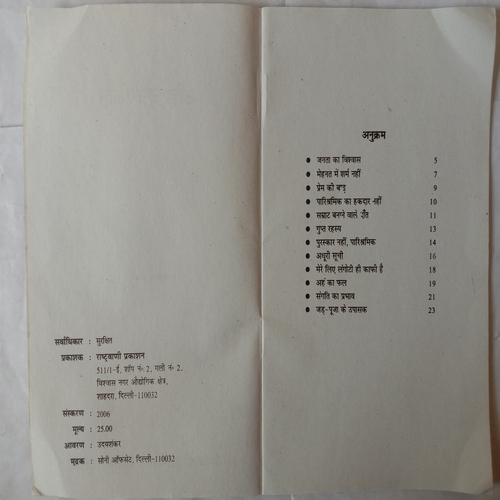 सर्वाधिकार : सुरक्षित
प्रकाशक : राष्ट्रवाणी प्रकाशन
511/1-ई, शॉप नं॰ 2, गली नं॰ 2,
विश्वास नगर औद्योगिक क्षेत्र,
शाहदरा, दिल्ली-110032
संस्करण : 2006
मूल्य : 25.00
आवरण : उदयशंकर
मुद्रक : सोनी ऑफसेट, दिल्ली-110032
अनुक्रम
● जनता का विश्वास 5
● मेहनत में शर्म नहीं 7
● प्रेम की 9
● पारिश्रमिक का हकदार नहीं 10
● सम्राट बनने वाले 11
● गुप्त रहस्य 13
● पुरस्कार नहीं, पारिश्रमिक 14
● अधूरी सूची 16
● मेरे लिए लंगोटी ही काफी है 18
● अहं का फल 19
● संगति का प्रभाव 21
● जड़-पूजा के उपासक 23